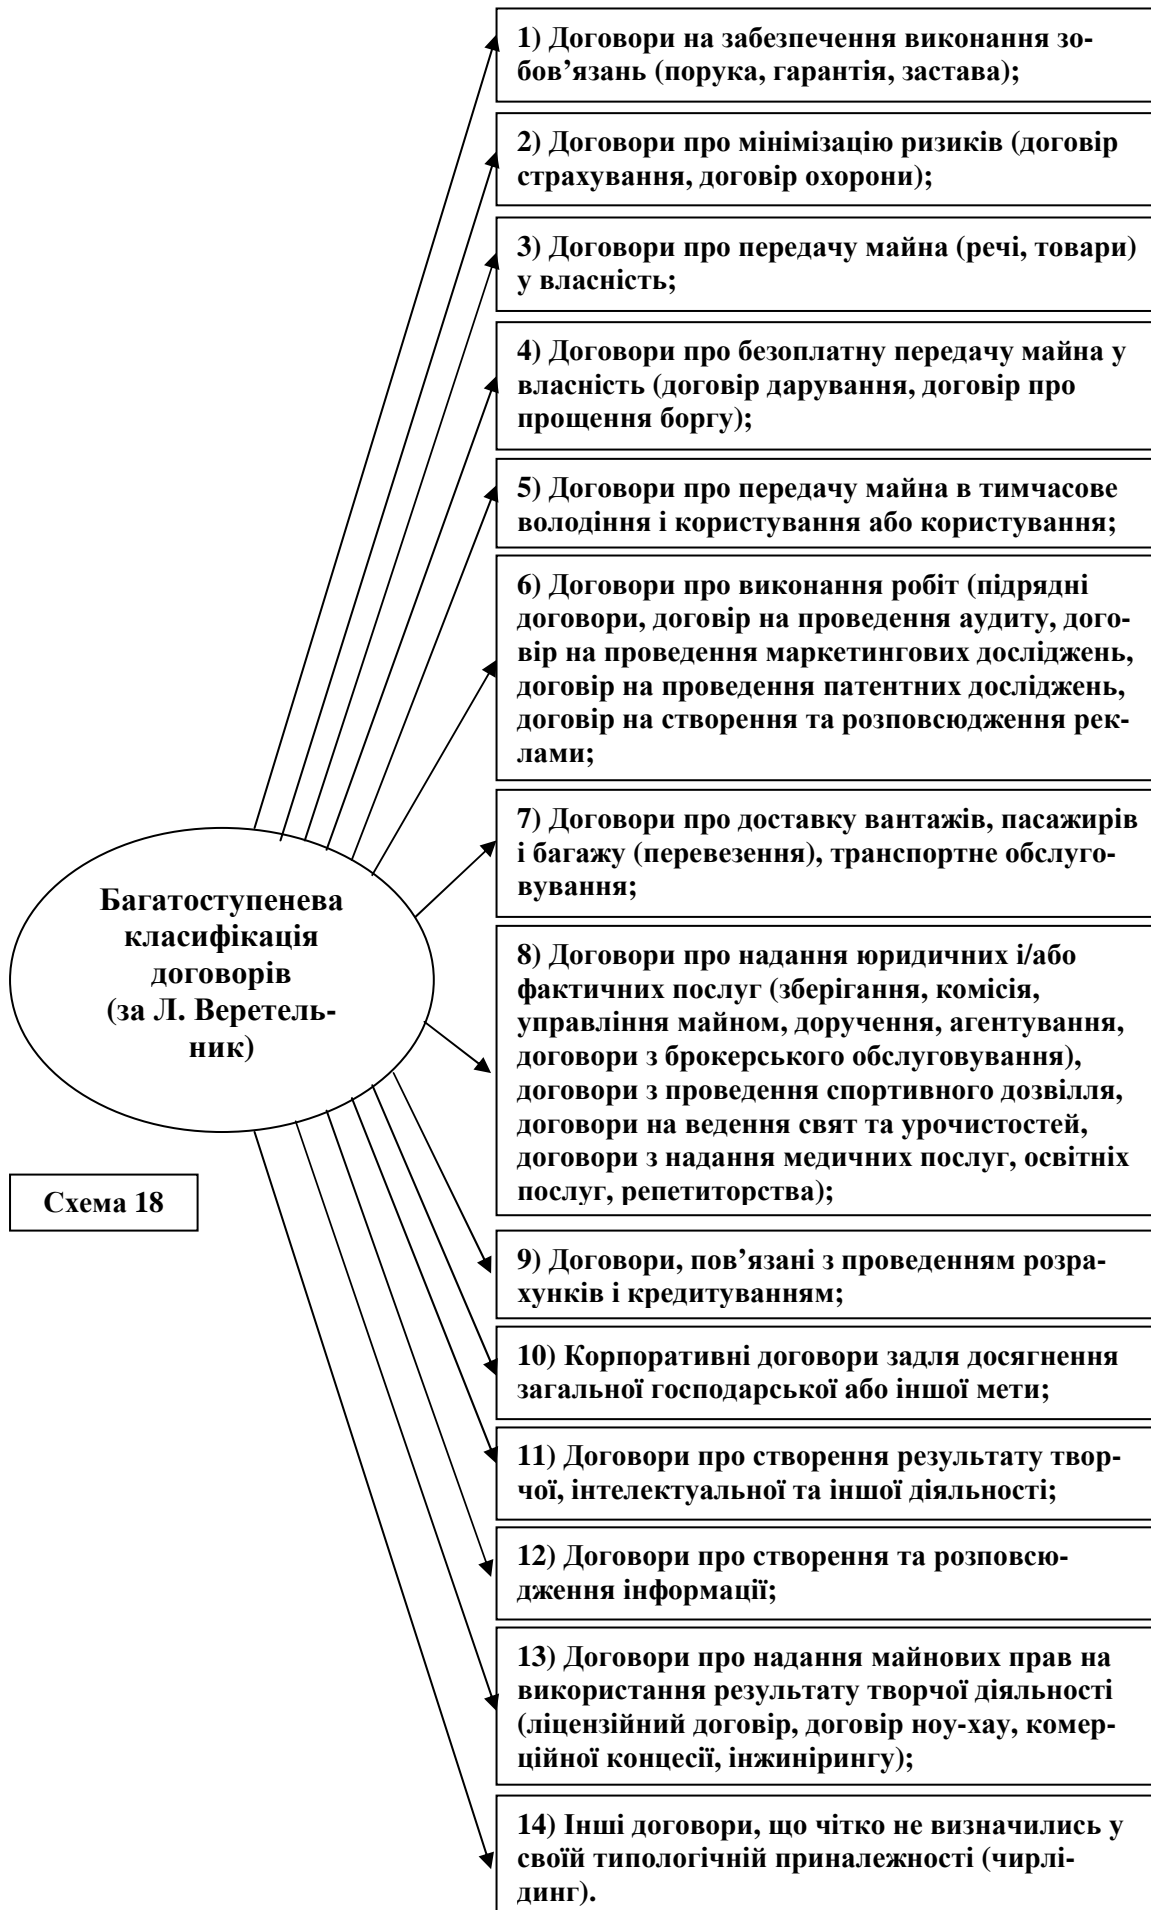 1) Договори на забезпечення виконання зо-
бов’язань (порука, гарантія, застава);
2) Договори про мінімізацію ризиків (договір
страхування, договір охорони);
3) Договори про передачу майна (речі, товари)
у власність;
4) Договори про безоплатну передачу майна у
власність (договір дарування, договір про
прощення боргу);
5) Договори про передачу майна в тимчасове
володіння і користування або користування;
6) Договори про виконання робіт (підрядні
договори, договір на проведення аудиту, дого-
вір на проведення маркетингових досліджень,
договір на проведення патентних досліджень,
договір на створення та розповсюдження рек-
лами;
7) Договори про доставку вантажів, пасажирів
і багажу (перевезення), транспортне обслуго-
вування;
Багатоступенева
класифікація
договорів
(за Л. Веретель-
ник)
8) Договори про надання юридичних і/або
фактичних послуг (зберігання, комісія,
управління майном, доручення, агентування,
договори з брокерського обслуговування),
договори з проведення спортивного дозвілля,
договори на ведення свят та урочистостей,
договори з надання медичних послуг, освітніх
послуг, репетиторства);
Схема 18
9) Договори, пов’язані з проведенням розра-
хунків і кредитуванням;
10) Корпоративні договори задля досягнення
загальної господарської або іншої мети;
11) Договори про створення результату твор-
чої, інтелектуальної та іншої діяльності;
12) Договори про створення та розповсю-
дження інформації;
13) Договори про надання майнових прав на
використання результату творчої діяльності
(ліцензійний договір, договір ноу-хау, комер-
ційної концесії, інжинірингу);
14) Інші договори, що чітко не визначились у
своїй типологічній приналежності (чирлі-
динг).